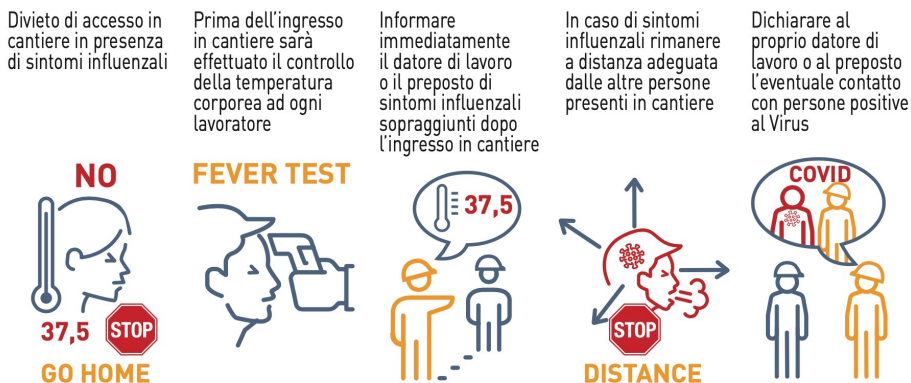 Divieto di accesso in
cantiere in presenza
di sintomi influenzali
NO
37,5
STOP
GO HOME
Prima dell'ingresso
in cantiere sarà
effettuato il controllo
della temperatura
corporea ad ogni
lavoratore
FEVER TEST
Informare
immediatamente
il datore di lavoro
o il preposto di
sintomi influenzali
sopraggiunti dopo
l'ingresso in cantiere
37,5
In caso di sintomi
influenzali rimanere
a distanza adeguata
dalle altre persone
presenti in cantiere
STOP
DISTANCE
Dichiarare al
proprio datore di
lavoro o al preposto
l'eventuale contatto
con persone positive
al Virus
COVID